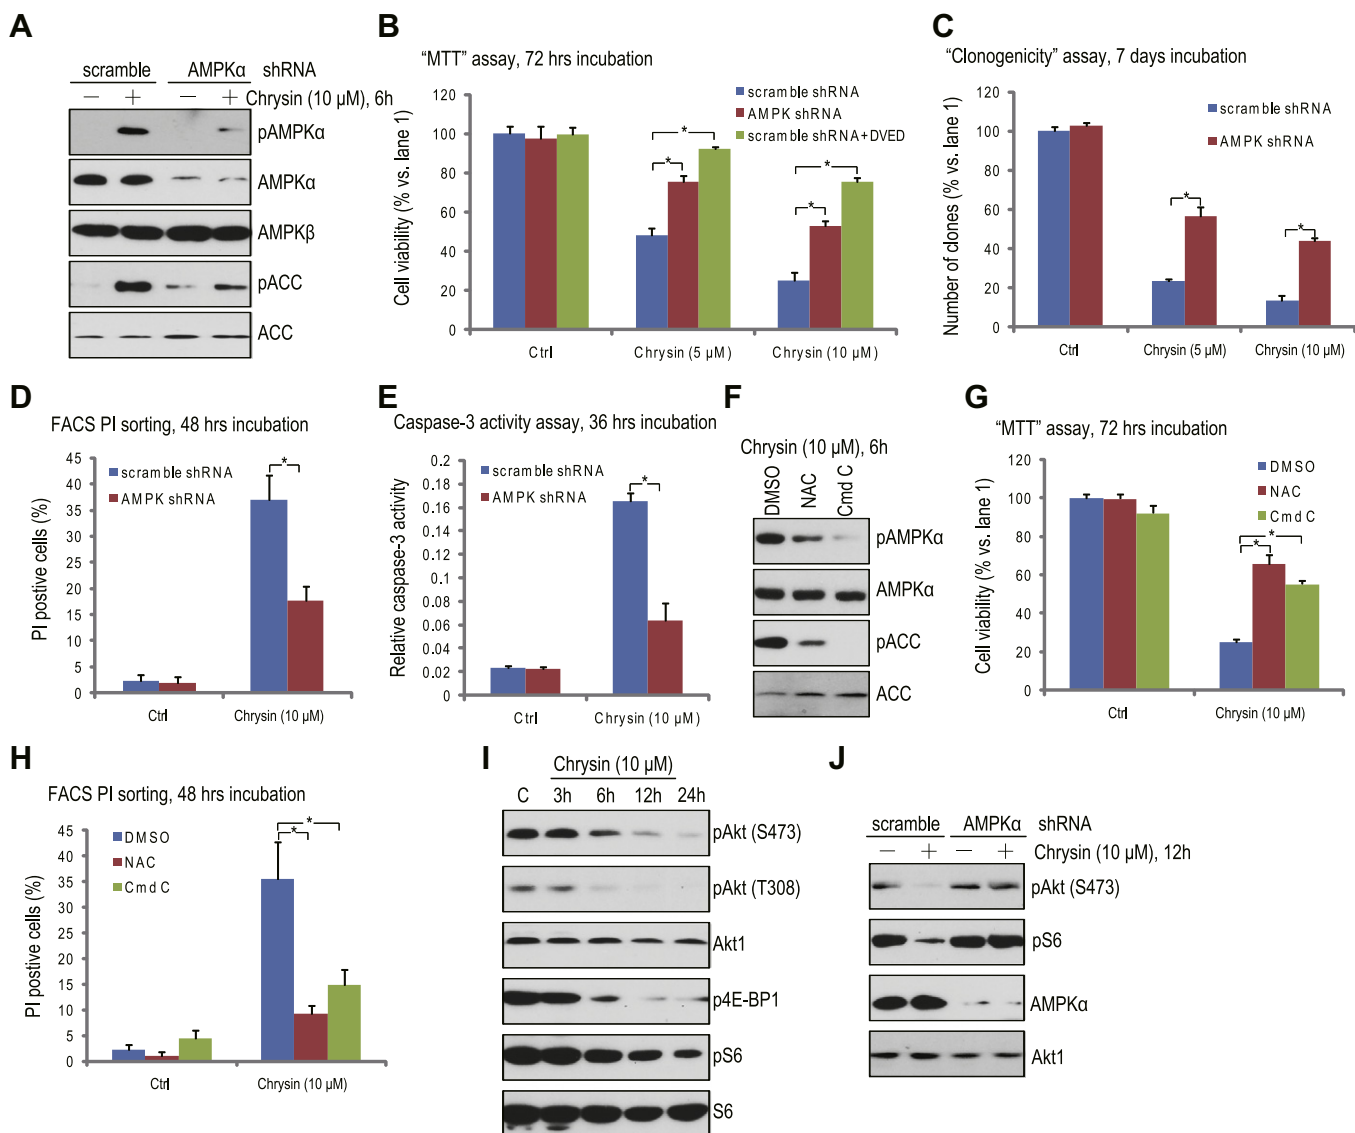 A
scramble AMPKα shRNA
— + — + Chrysin (10 µM), 6h
pAMPKα
AMPKα
AMPKβ
pACC
ACC
B
“MTT” assay, 72 hrs incubation
Cell viability (% vs. lane 1)
120
100
80
60
40
20
0
scramble shRNA
AMPK shRNA
scramble shRNA+DVED
*
*
*
*
Ctrl Chrysin (5 µM) Chrysin (10 µM)
C
“Clonogenicity” assay, 7 days incubation
Number of clones (% vs. lane 1)
120
100
80
60
40
20
0
scramble shRNA
AMPK shRNA
*
*
Ctrl Chrysin (5 µM) Chrysin (10 µM)
D
FACS PI sorting, 48 hrs incubation
PI postive cells (%)
45
40
35
30
25
20
15
10
5
0
scramble shRNA
AMPK shRNA
*
Ctrl Chrysin (10 µM)
E
Caspase-3 activity assay, 36 hrs incubation
Relative caspase-3 activity
0.2
0.18
0.16
0.14
0.12
0.1
0.08
0.06
0.04
0.02
0
scramble shRNA
AMPK shRNA
*
Ctrl Chrysin (10 µM)
F
Chrysin (10 µM), 6h
DMSO NAC Cmd C
pAMPKα
AMPKα
pACC
ACC
G
“MTT” assay, 72 hrs incubation
Cell viability (% vs. lane 1)
120
100
80
60
40
20
0
DMSO
NAC
Cmd C
*
*
Ctrl Chrysin (10 µM)
H
FACS PI sorting, 48 hrs incubation
PI postive cells (%)
45
40
35
30
25
20
15
10
5
0
DMSO
NAC
Cmd C
*
*
Ctrl Chrysin (10 µM)
I
Chrysin (10 µM)
C 3h 6h 12h 24h
pAkt (S473)
pAkt (T308)
Akt1
p4E-BP1
pS6
S6
J
scramble AMPKα shRNA
— + — + Chrysin (10 µM), 12h
pAkt (S473)
pS6
AMPKα
Akt1